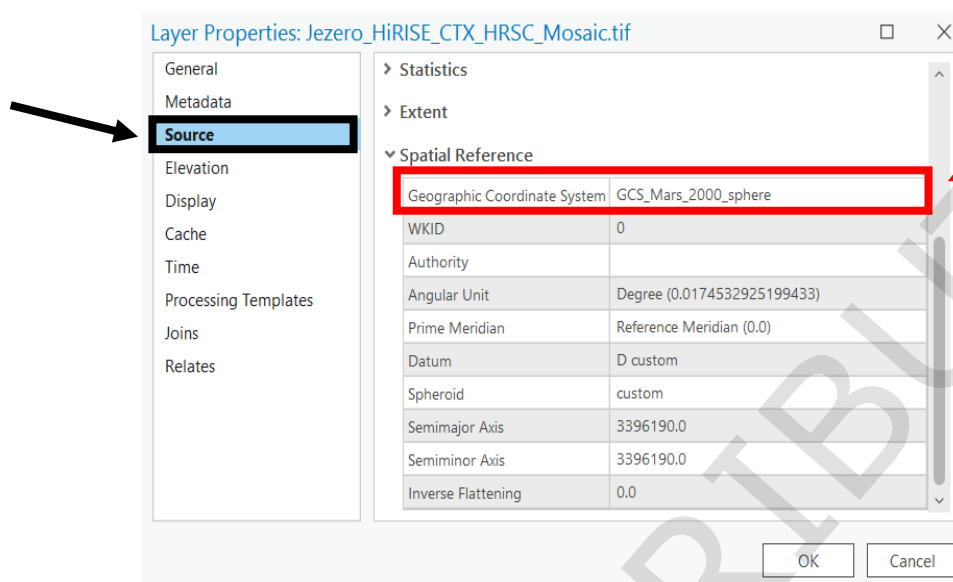 Layer Properties: Jezero_HiRISE_CTX_HRSC_Mosaic.tif
General
Metadata
Source
Elevation
Display
Cache
Time
Processing Templates
Joins
Relates
Statistics
Extent
Spatial Reference
Geographic Coordinate System GCS_Mars_2000_sphere
WKID 0
Authority
Angular Unit Degree (0.0174532925199433)
Prime Meridian Reference Meridian (0.0)
Datum D custom
Spheroid custom
Semimajor Axis 3396190.0
Semiminor Axis 3396190.0
Inverse Flattening 0.0
OK Cancel